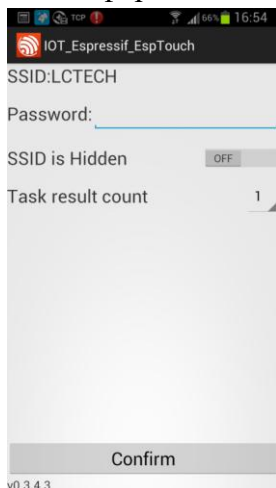 TCP 66% 16:54
IOT_Espressif_EspTouch
SSID:LCTECH
Password:
SSID is Hidden OFF
Task result count 1
Confirm
v0.3.4.3